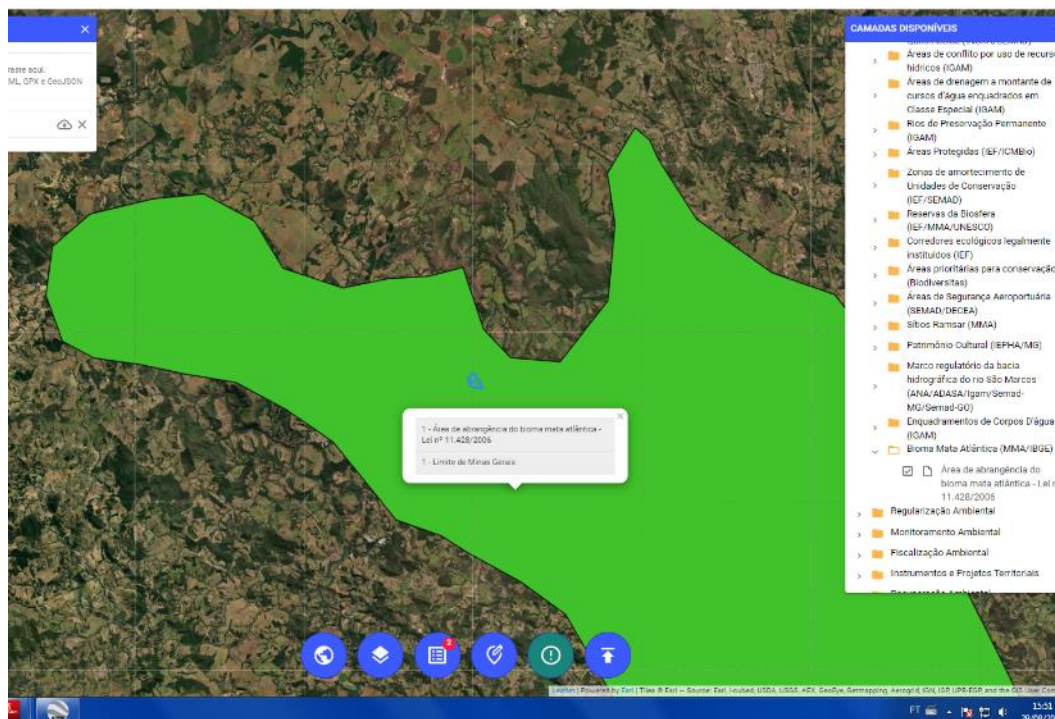 raste aqui.
ML, GPX e GeoJSON
1 - Área de abrangência do bioma mata atlântica -
Lei nº 11.428/2006
1 - Limite de Minas Gerais
CAMADAS DISPONÍVEIS
Áreas de conflito por uso de recurso
hídricos (IGAM)
Áreas de drenagem a montante de
cursos d'água enquadrados em
Classe Especial (IGAM)
Rios de Preservação Permanente
(IGAM)
Áreas Protegidas (IEF/ICMBio)
Zonas de amortecimento de
Unidades de Conservação
(IEF/SEMAD)
Reservas da Biosfera
(IEF/MMA/UNESCO)
Corredores ecológicos legalmente
instituídos (IEF)
Áreas prioritárias para conservação
(Biodiversitas)
Áreas de Segurança Aeroportuária
(SEMAD/DECEA)
Sítios Ramsar (MMA)
Patrimônio Cultural (IEPHA/MG)
Marco regulatório da bacia
hidrográfica do rio São Marcos
(ANA/ADASA/Igam/Semad-
MG/Semad-GO)
Enquadramentos de Corpos D'água
(IGAM)
Bioma Mata Atlântica (MMA/IBGE)
Área de abrangência do
bioma mata atlântica - Lei n
11.428/2006
Regularização Ambiental
Monitoramento Ambiental
Fiscalização Ambiental
Instrumentos e Projetos Territoriais
2
Leaflet | Powered by Esri | Tiles © Esri — Source: Esri, i-cubed, USDA, USGS, AEX, GeoEye, Getmapping, Aerogrid, IGN, IGP, UPR-EGP, and the GIS User Com
PT
15:51